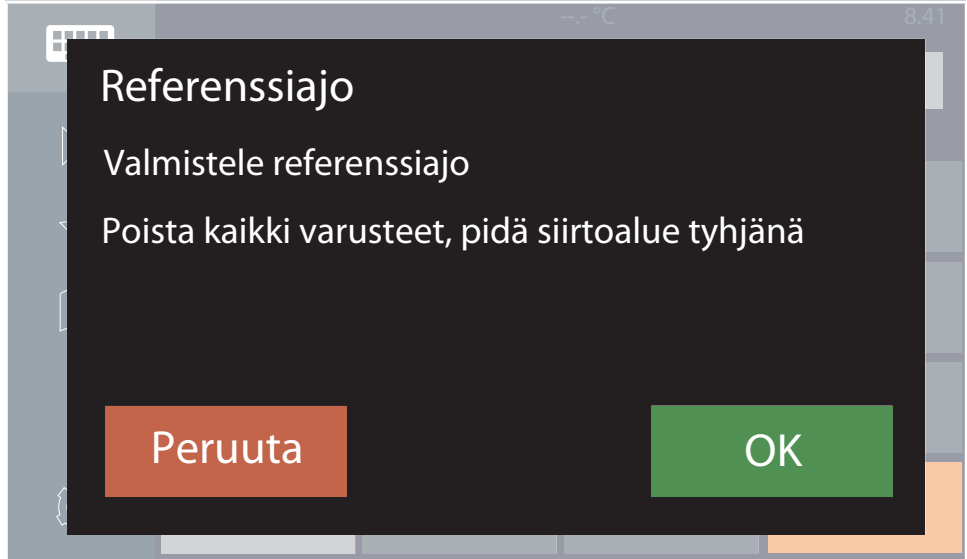 --.- °C
8.41
Referenssiajo
Valmistele referenssiajo
Poista kaikki varusteet, pidä siirtoalue tyhjänä
Peruuta
OK